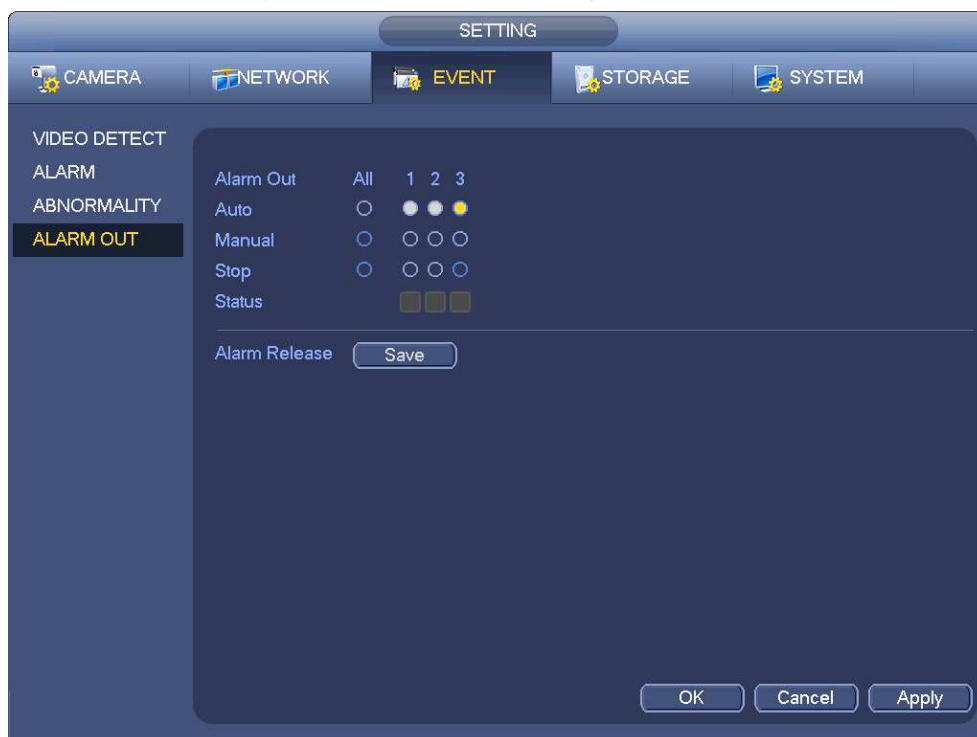 SETTING
CAMERA NETWORK EVENT STORAGE SYSTEM
VIDEO DETECT
ALARM
ABNORMALITY
ALARM OUT
Alarm Out All 1 2 3
Auto
Manual
Stop
Status
Alarm Release Save
OK Cancel Apply